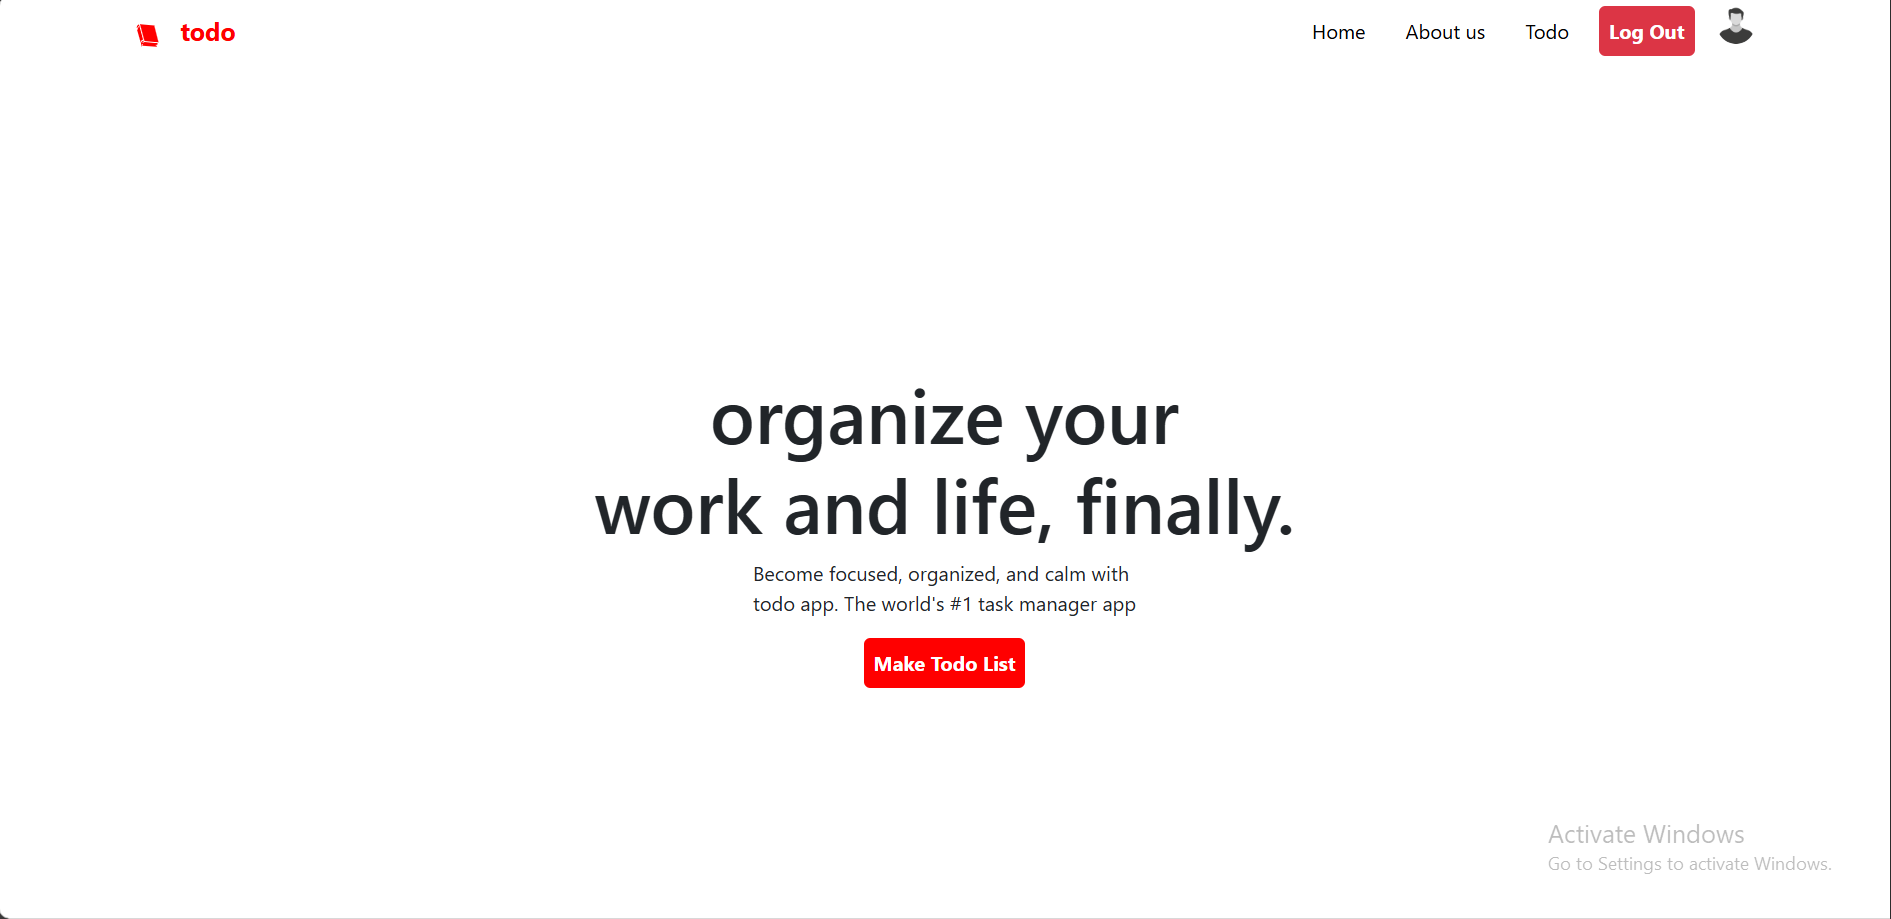 todo
Home
About us
Todo
Log Out
organize your
work and life, finally.
Become focused, organized, and calm with
todo app. The world's #1 task manager app
Make Todo List
Activate Windows
Go to Settings to activate Windows.